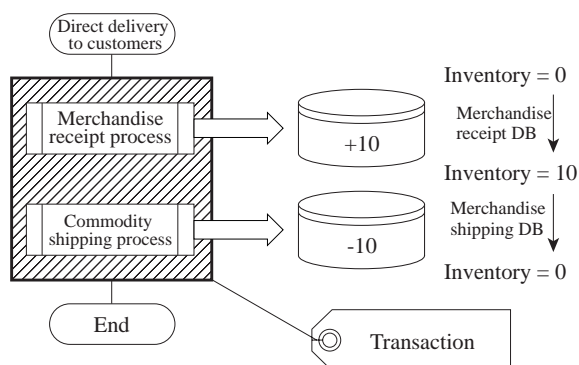 Direct delivery
to customers
Merchandise
receipt process
+10
Inventory = 0
Merchandise
receipt DB
Inventory = 10
Commodity
shipping process
-10
Merchandise
shipping DB
Inventory = 0
End
Transaction